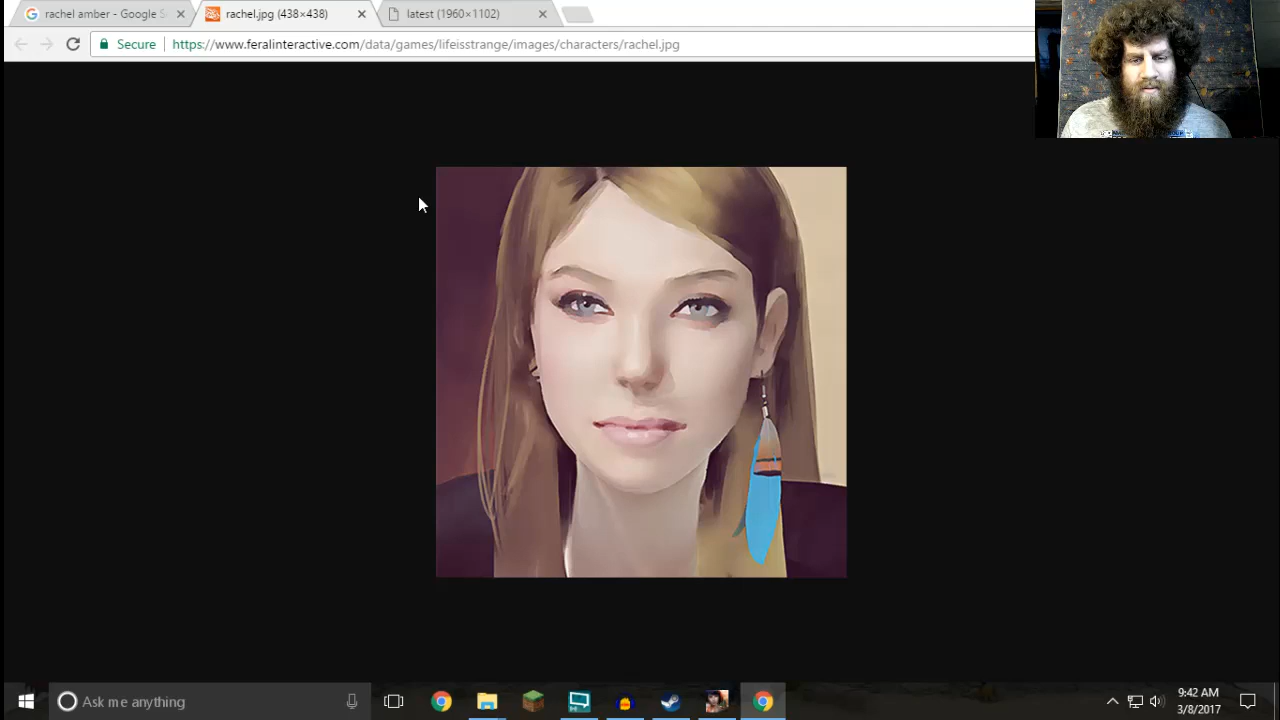 rachel amber - Google S
rachel.jpg (438×438)
latest (1960×1102)
Secure
https://www.feralinteractive.com/data/games/lifeisstrange/images/characters/rachel.jpg
Ask me anything
9:42 AM
3/8/2017